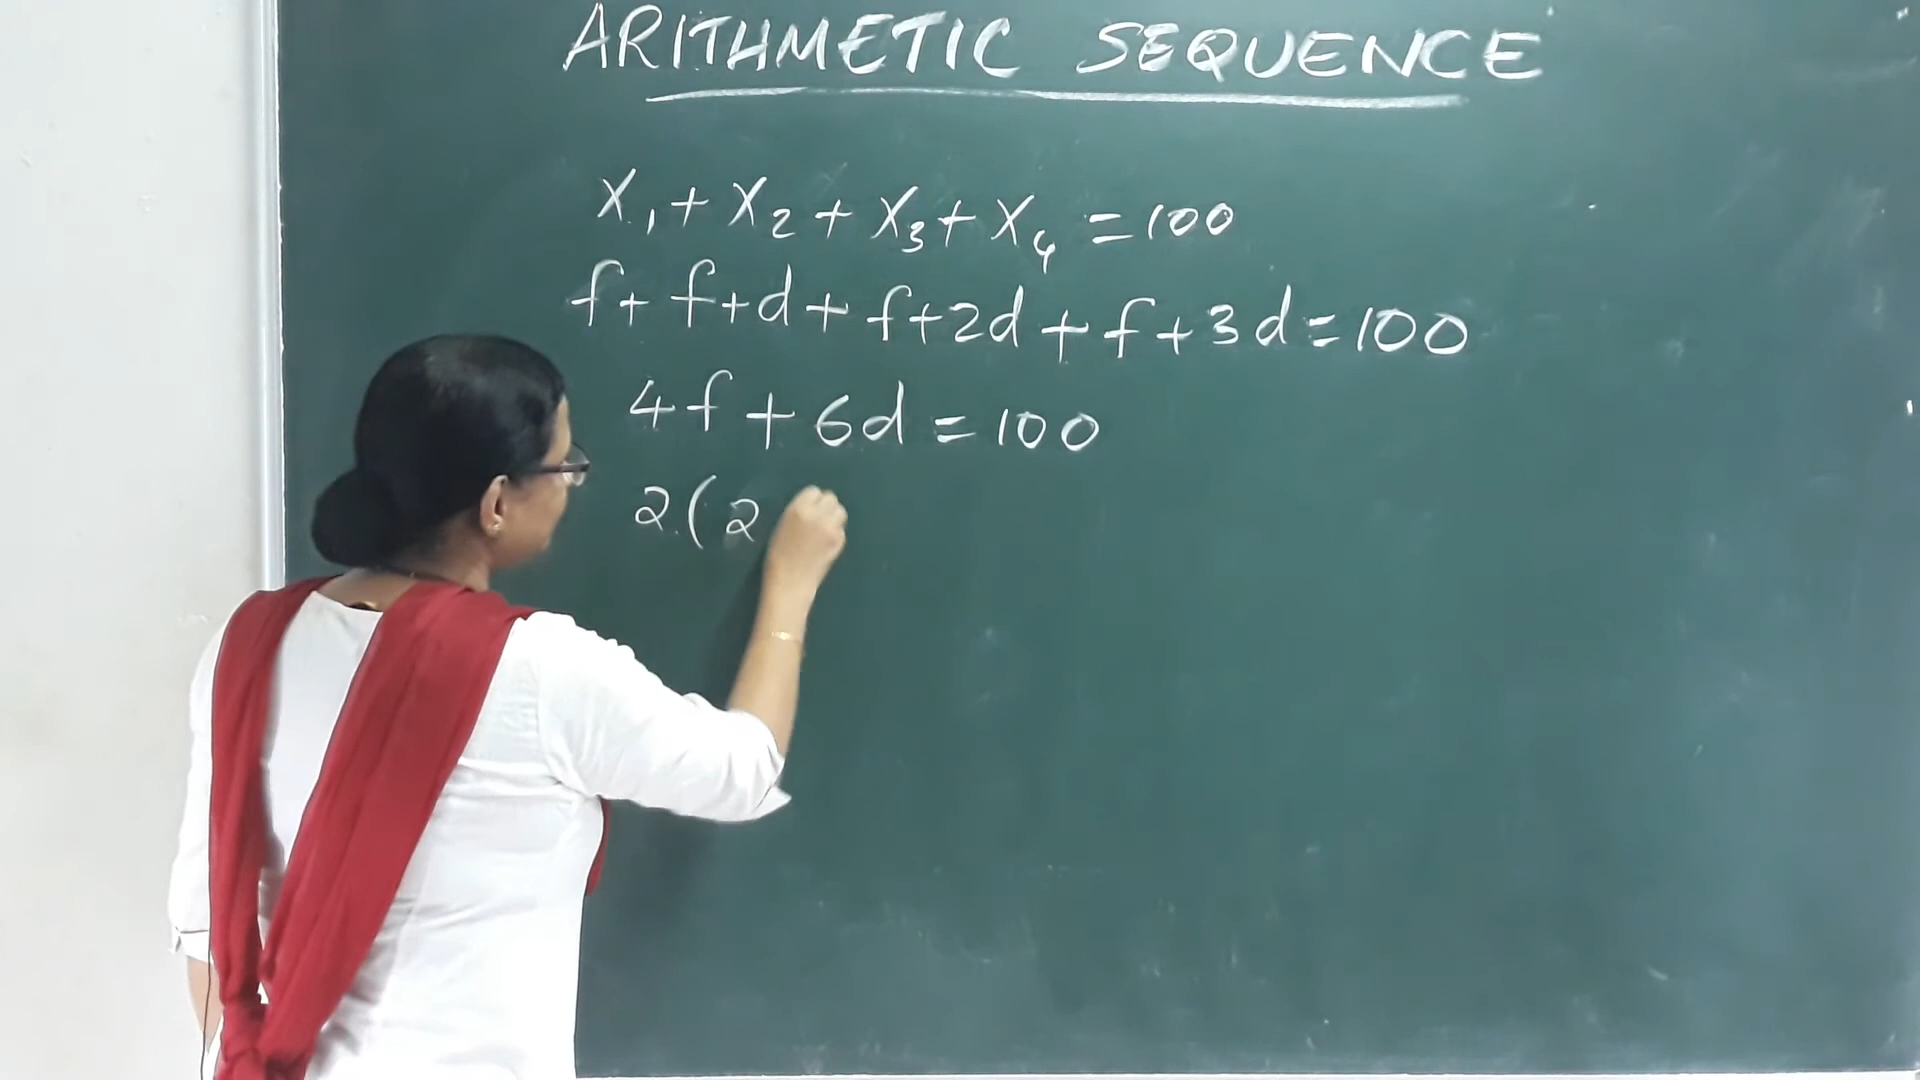 ARITHMETIC SEQUENCE
x₁ + x₂ + x₃ + x₄ = 100
f + f+d + f+2d + f+3d = 100
4f + 6d = 100
2(2